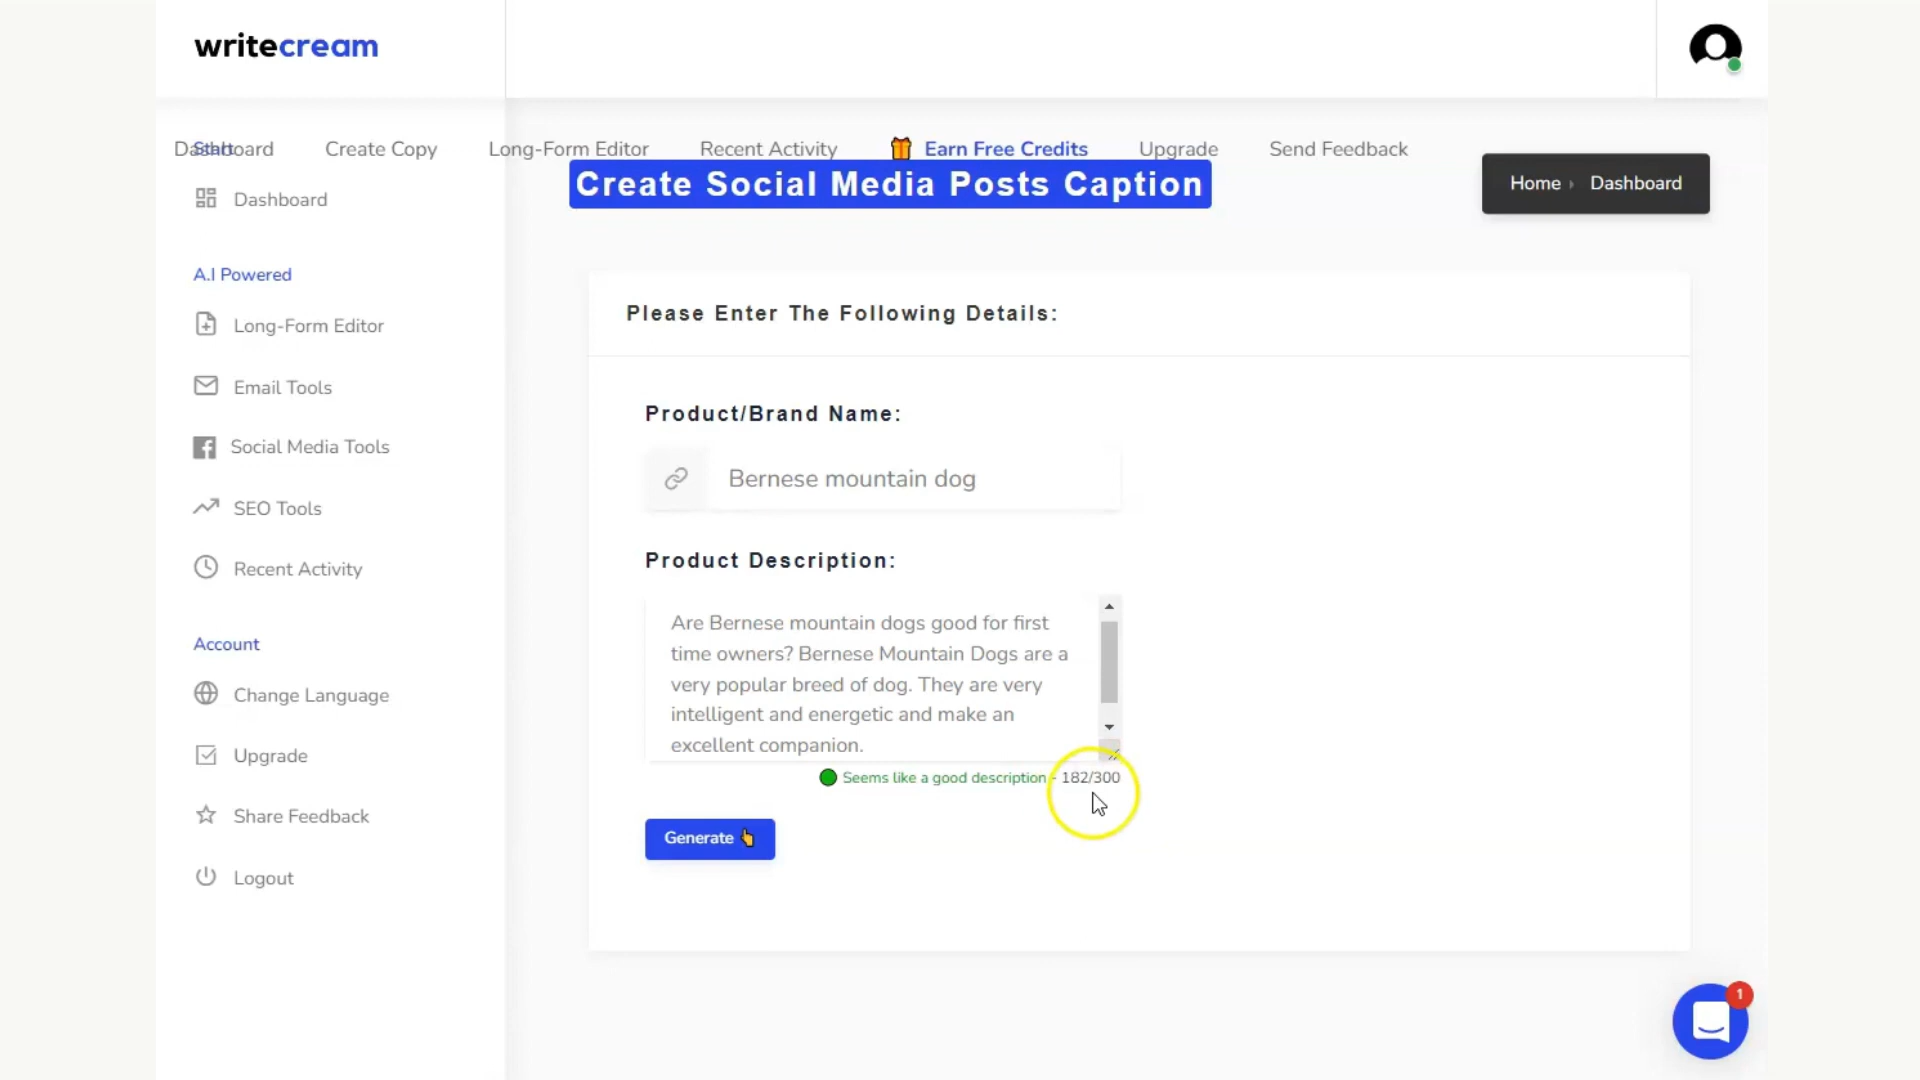 writecream
Dashboard Create Copy Long-Form Editor Recent Activity Earn Free Credits Upgrade Send Feedback
Start
Create Social Media Posts Caption
Home › Dashboard
Dashboard
A.I Powered
Long-Form Editor
Email Tools
Social Media Tools
SEO Tools
Recent Activity
Account
Change Language
Upgrade
Share Feedback
Logout
Please Enter The Following Details:
Product/Brand Name:
Bernese mountain dog
Product Description:
Are Bernese mountain dogs good for first
time owners? Bernese Mountain Dogs are a
very popular breed of dog. They are very
intelligent and energetic and make an
excellent companion.
Seems like a good description - 182/300
Generate
1